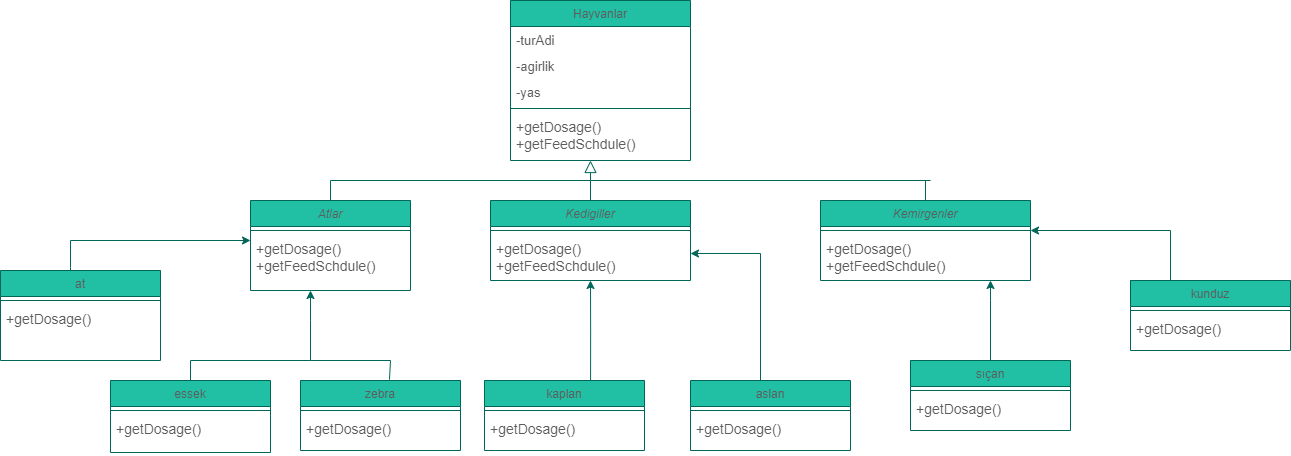 Hayvanlar
-turAdi
-agirlik
-yas
+getDosage()
+getFeedSchdule()
Atlar
+getDosage()
+getFeedSchdule()
Kedigiller
+getDosage()
+getFeedSchdule()
Kemirgenler
+getDosage()
+getFeedSchdule()
at
+getDosage()
kunduz
+getDosage()
essek
+getDosage()
zebra
+getDosage()
kaplan
+getDosage()
aslan
+getDosage()
sıçan
+getDosage()